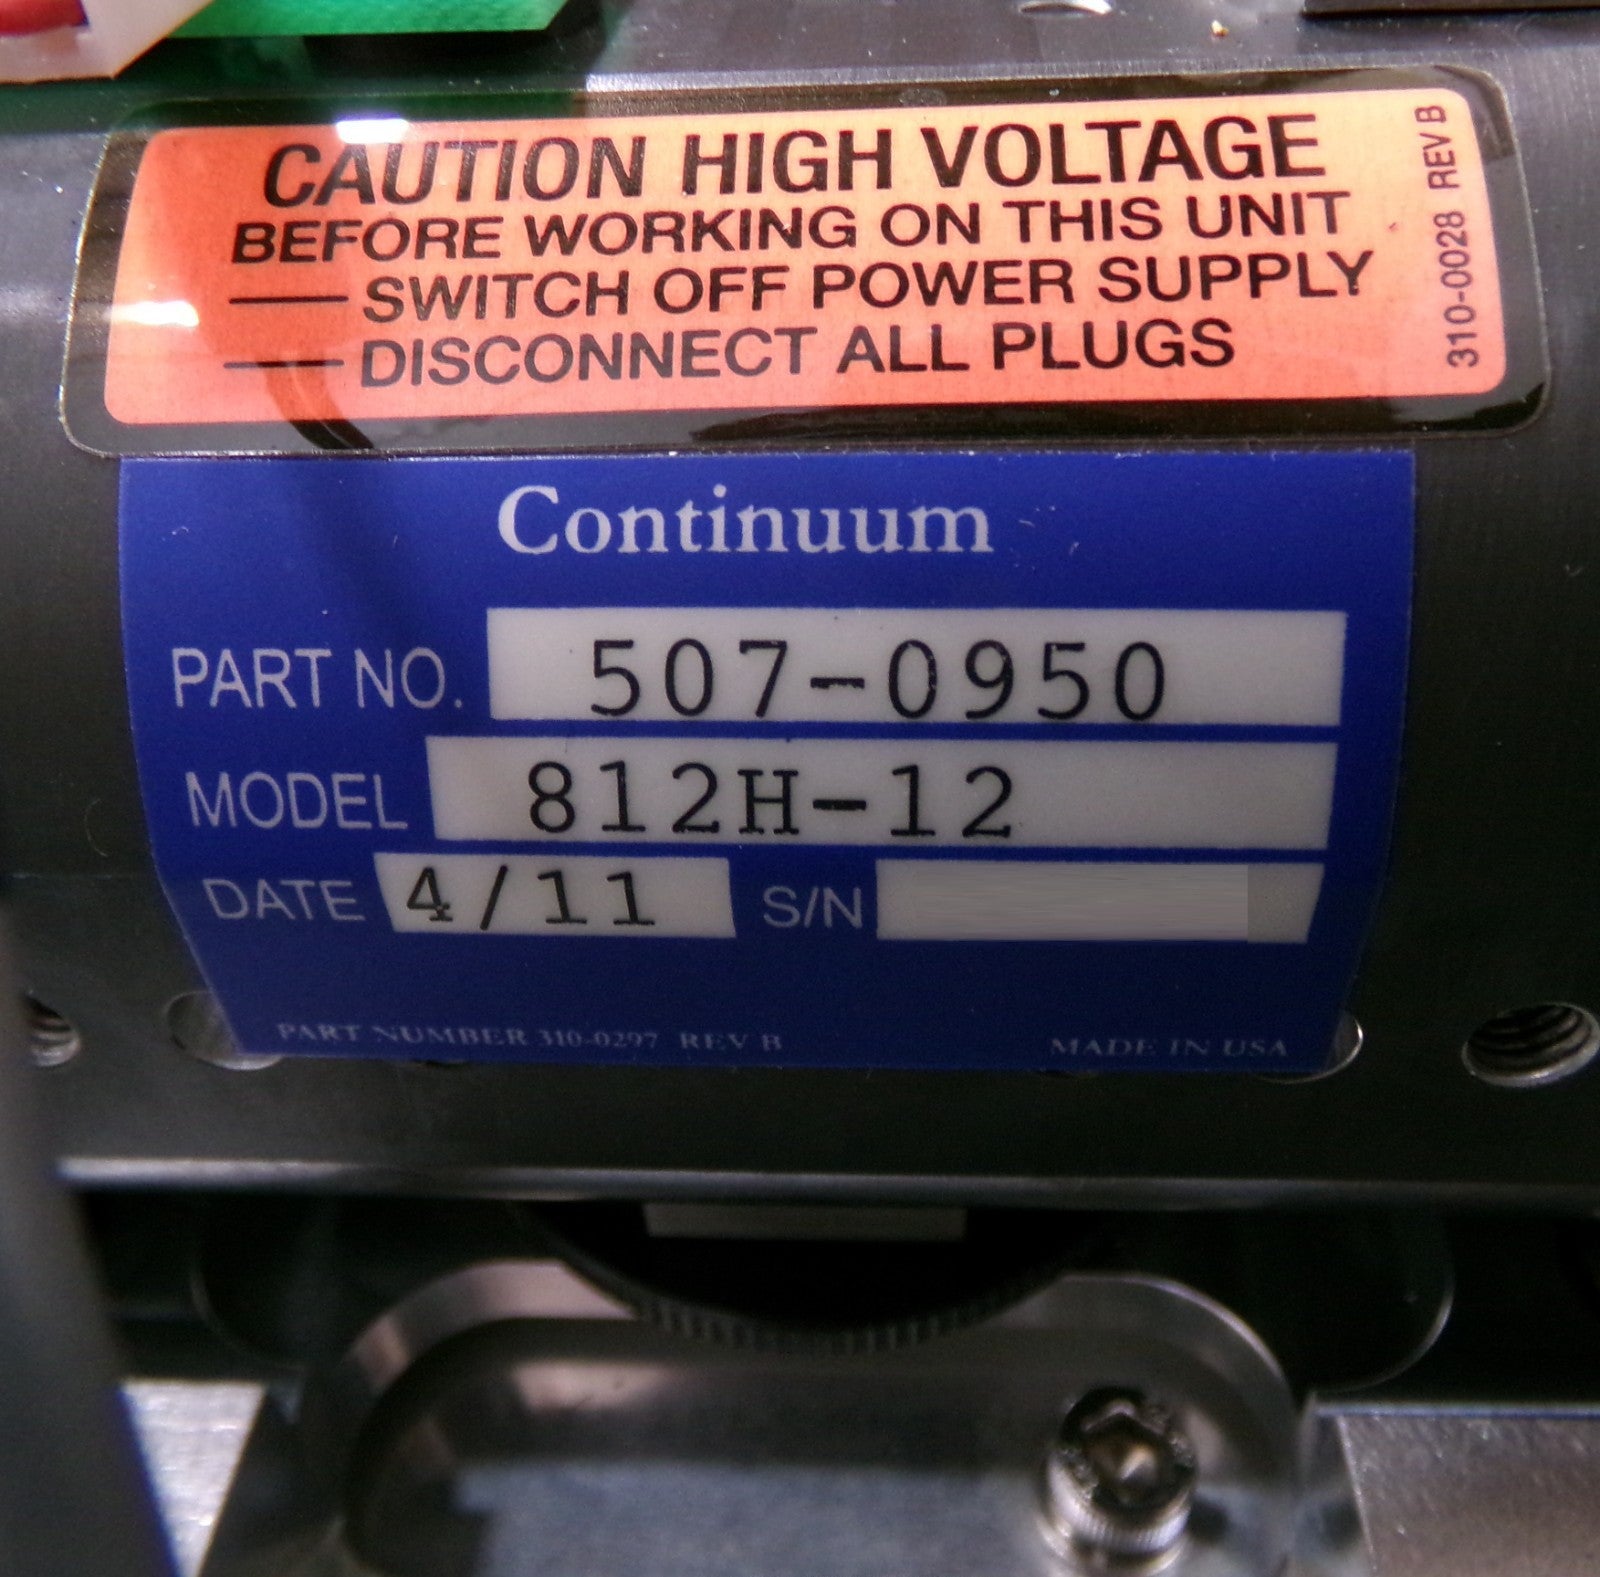 CAUTION HIGH VOLTAGE
BEFORE WORKING ON THIS UNIT
— SWITCH OFF POWER SUPPLY
— DISCONNECT ALL PLUGS
310-0028 REV B
Continuum
PART NO. 507-0950
MODEL 812H-12
DATE 4/11 S/N
PART NUMBER 310-0297 REV B MADE IN USA